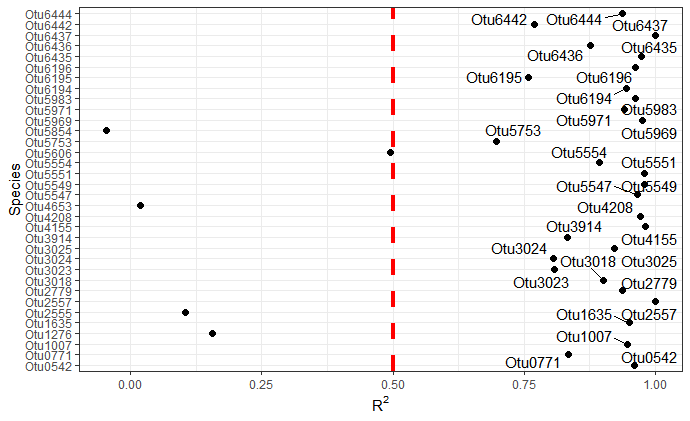 Otu6444
Otu6442
Otu6437
Otu6436
Otu6435
Otu6196
Otu6195
Otu6194
Otu5983
Otu5971
Otu5969
Otu5854
Otu5753
Otu5606
Otu5554
Otu5551
Otu5549
Otu5547
Otu4653
Otu4208
Otu4155
Otu3914
Otu3025
Otu3024
Otu3023
Otu3018
Otu2779
Otu2557
Otu2555
Otu1635
Otu1276
Otu1007
Otu0771
Otu0542
Species
Otu6442 Otu6444
Otu6437
Otu6435
Otu6436
Otu6195 Otu6196
Otu6194
Otu5983
Otu5971
Otu5753 Otu5969
Otu5554
Otu5551
Otu5547 Otu5549
Otu4208
Otu3914
Otu4155
Otu3024
Otu3018 Otu3025
Otu3023 Otu2779
Otu1635 Otu2557
Otu1007
Otu0771 Otu0542
0.00 0.25 0.50 0.75 1.00
R²